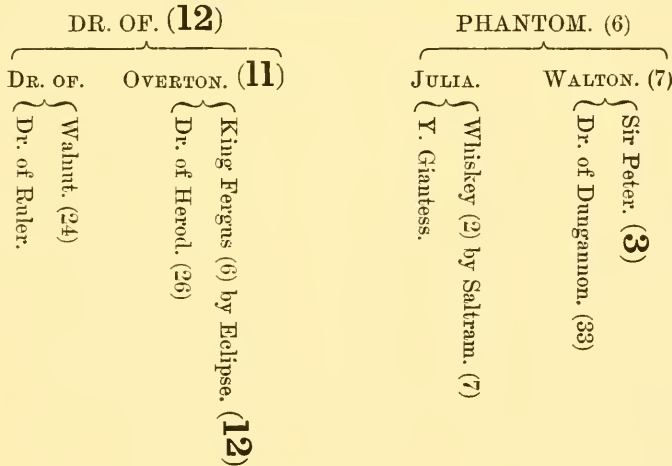 DR. OF. (12)
PHANTOM. (6)
DR. OF.
OVERTON. (11)
JULIA.
WALTON. (7)
Walnut. (24)
Dr. of Ruler.
King Fergus (6) by Eclipse. (12)
Dr. of Herod. (26)
Whiskey (2) by Saltram. (7)
Y. Giantess.
Sir Peter. (3)
Dr. of Dungannon. (33)